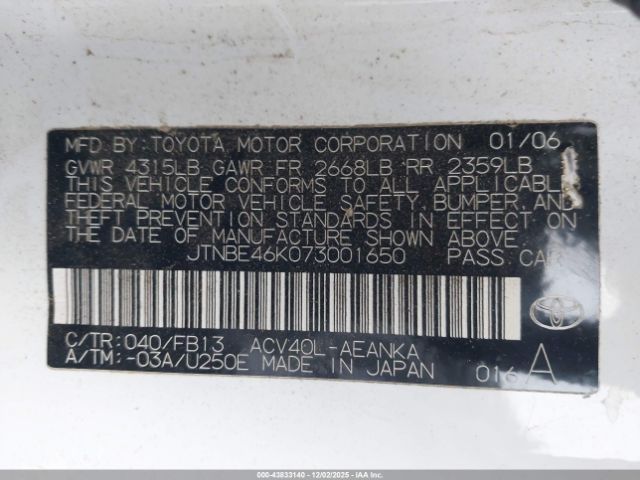 MFD BY: TOYOTA MOTOR CORPORATION 01/06
GVWR 4315LB GAWR FR 2668LB RR 2359LB
THIS VEHICLE CONFORMS TO ALL APPLICABLE
FEDERAL MOTOR VEHICLE SAFETY, BUMPER, AND
THEFT PREVENTION STANDARDS IN EFFECT ON
THE DATE OF MANUFACTURE SHOWN ABOVE.
JTNBE46K073001650 PASS CAR
C/TR: 040/FB13 ACV40L-AEANKA
A/TM: -03A/U250E MADE IN JAPAN 016 A
000-43833140 - 12/02/2025 - IAAI.COM